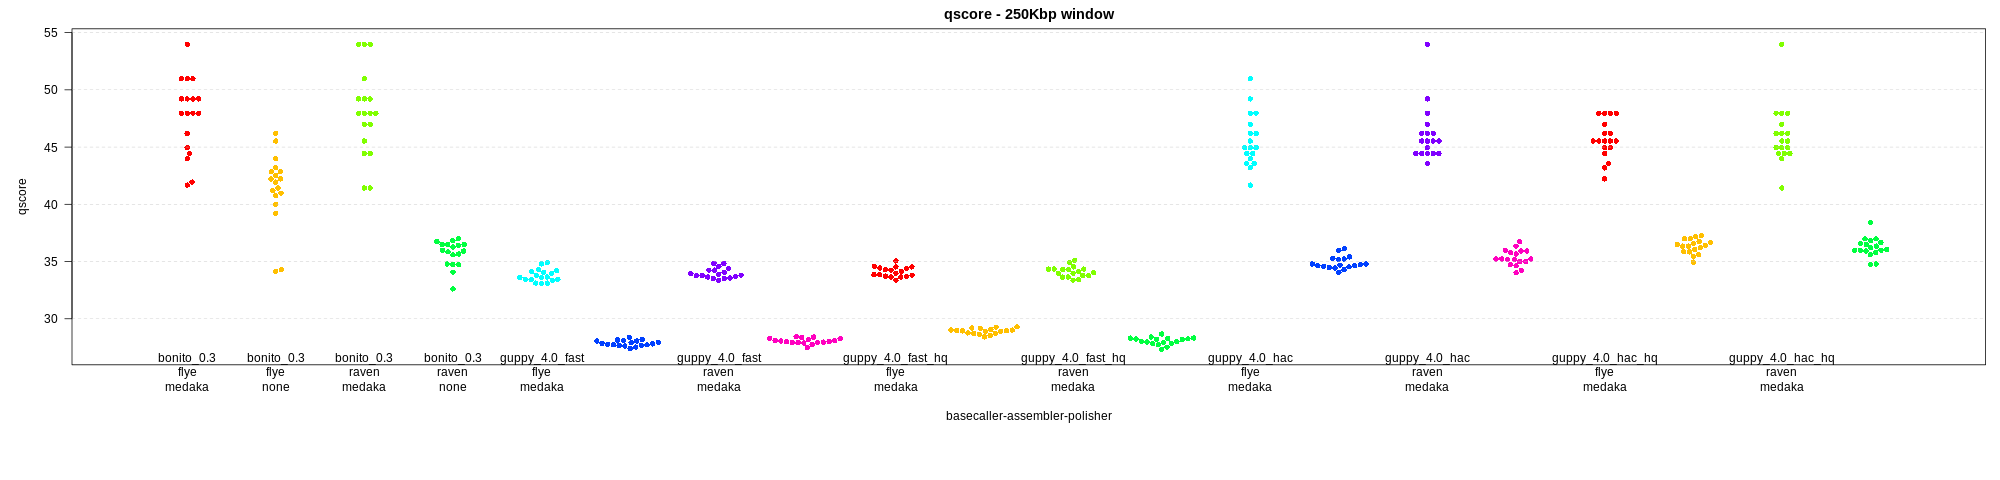 qscore - 250Kbp window
55
50
45
40
35
30
qscore
bonito_0.3 bonito_0.3 bonito_0.3 bonito_0.3 guppy_4.0_fast guppy_4.0_fast guppy_4.0_fast_hq guppy_4.0_fast_hq guppy_4.0_hac guppy_4.0_hac guppy_4.0_hac_hq guppy_4.0_hac_hq
flye flye raven raven flye raven flye raven flye raven flye raven
medaka none medaka none medaka medaka medaka medaka medaka medaka medaka medaka
basecaller-assembler-polisher